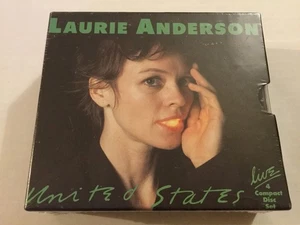 LAURIE ANDERSON
United States
live
4
Compact
Disc
Set